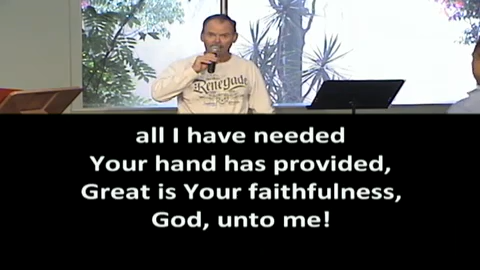 Renegade
all I have needed
Your hand has provided,
Great is Your faithfulness,
God, unto me!